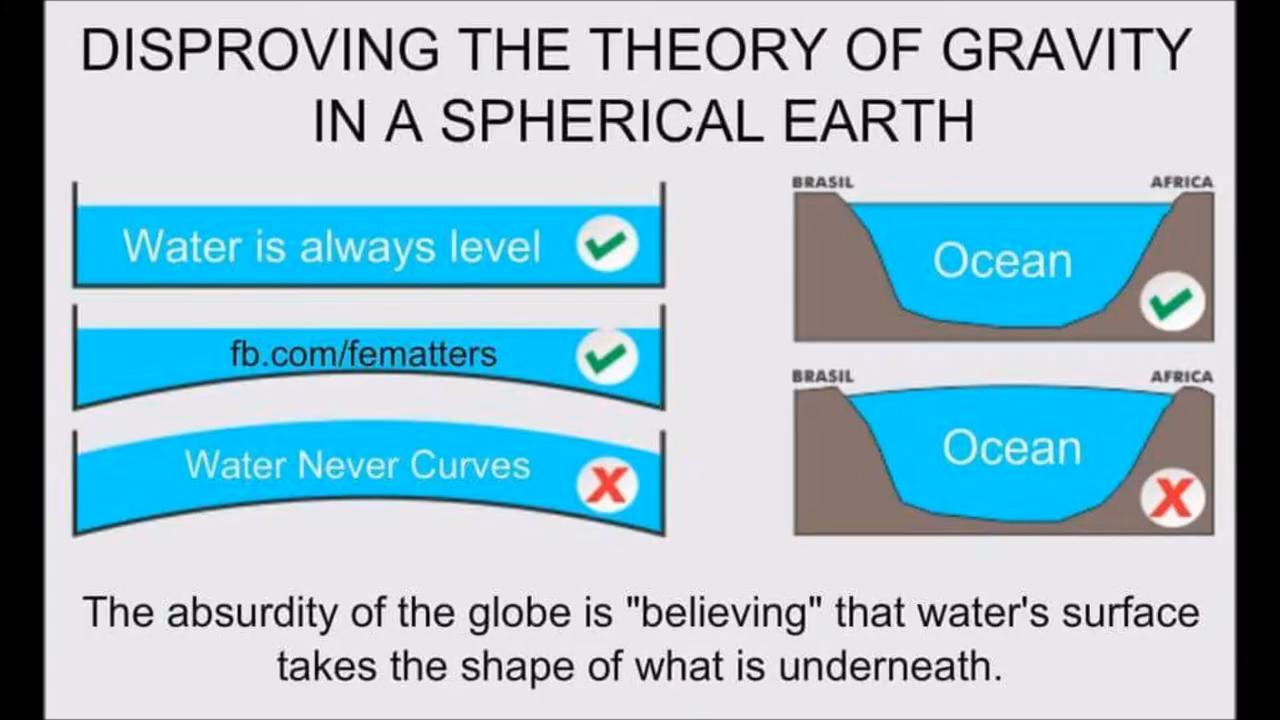 DISPROVING THE THEORY OF GRAVITY
IN A SPHERICAL EARTH
Water is always level
fb.com/fematters
Water Never Curves
BRASIL AFRICA
Ocean
BRASIL AFRICA
Ocean
The absurdity of the globe is "believing" that water's surface
takes the shape of what is underneath.